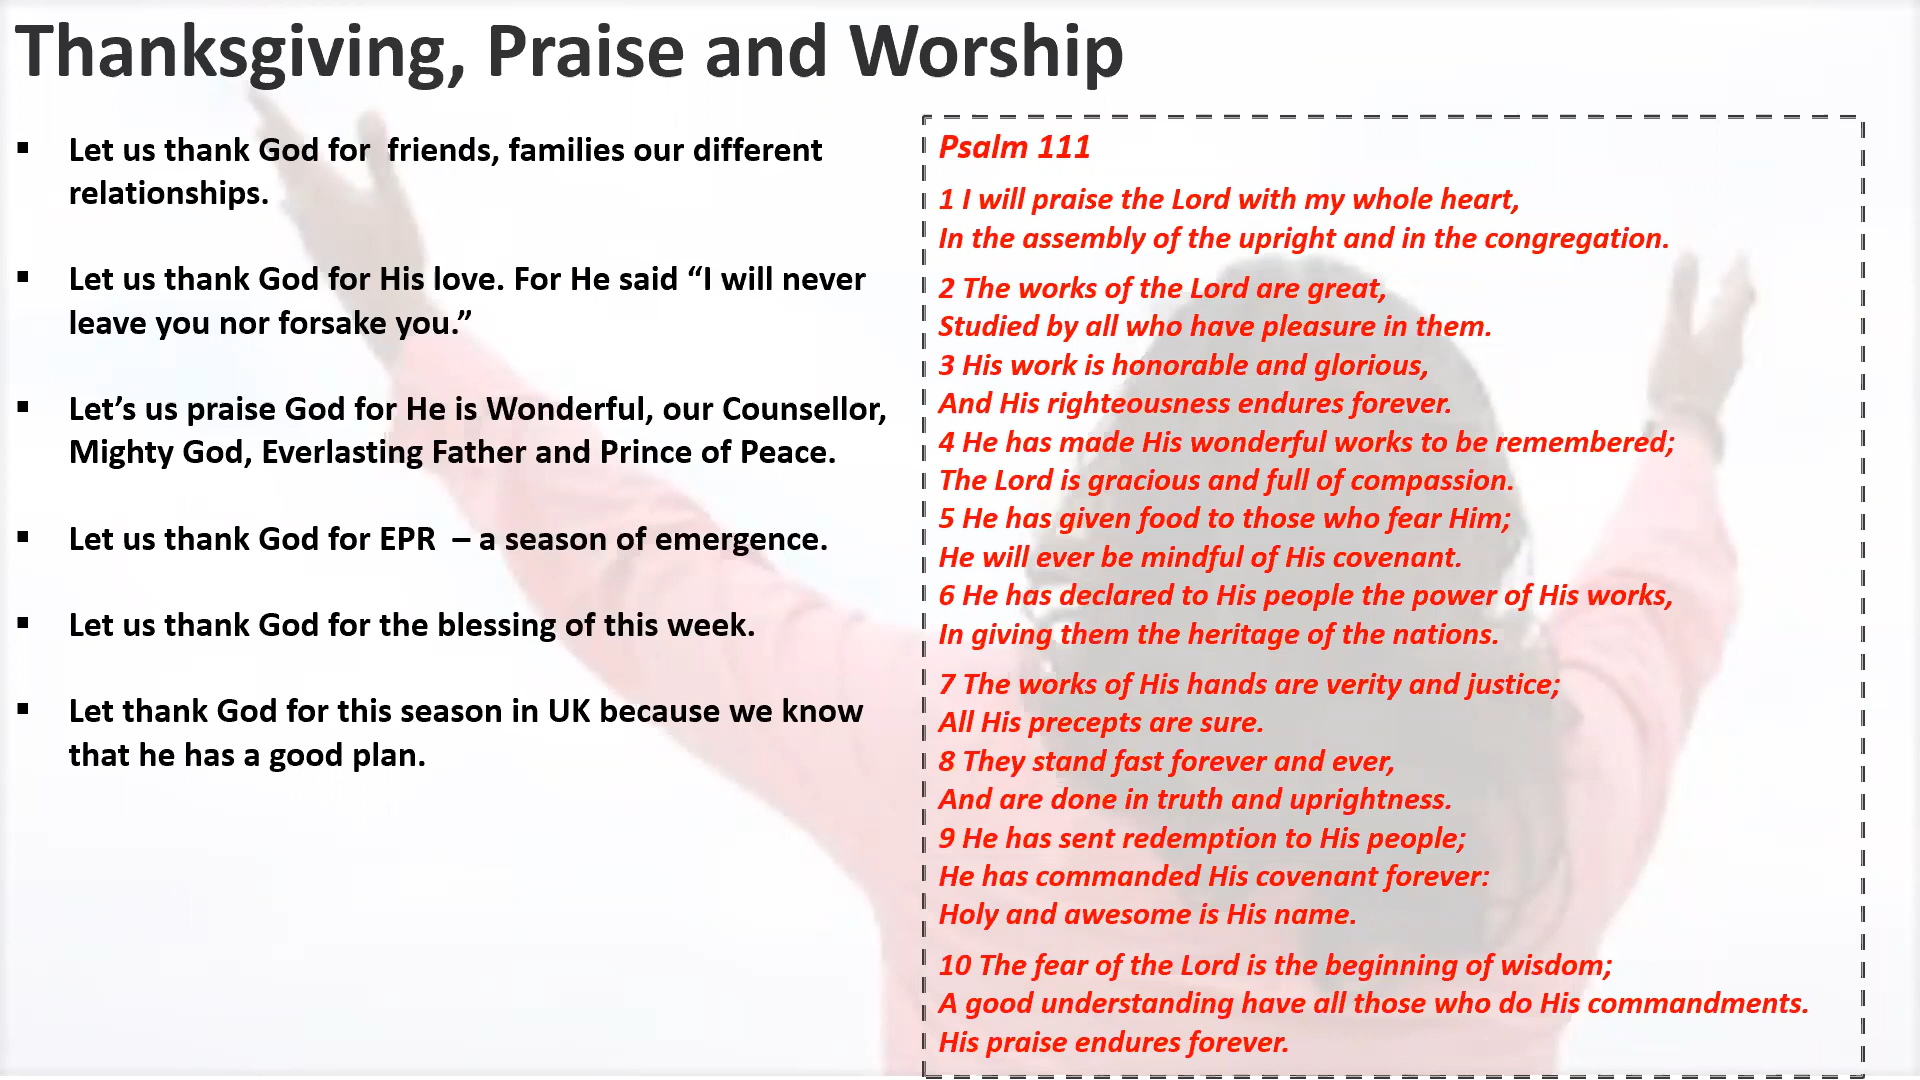 Thanksgiving, Praise and Worship
▪ Let us thank God for  friends, families our different
relationships.
▪ Let us thank God for His love. For He said “I will never
leave you nor forsake you.”
▪ Let’s us praise God for He is Wonderful, our Counsellor,
Mighty God, Everlasting Father and Prince of Peace.
▪ Let us thank God for EPR  – a season of emergence.
▪ Let us thank God for the blessing of this week.
▪ Let thank God for this season in UK because we know
that he has a good plan.
Psalm 111
1 I will praise the Lord with my whole heart,
In the assembly of the upright and in the congregation.
2 The works of the Lord are great,
Studied by all who have pleasure in them.
3 His work is honorable and glorious,
And His righteousness endures forever.
4 He has made His wonderful works to be remembered;
The Lord is gracious and full of compassion.
5 He has given food to those who fear Him;
He will ever be mindful of His covenant.
6 He has declared to His people the power of His works,
In giving them the heritage of the nations.
7 The works of His hands are verity and justice;
All His precepts are sure.
8 They stand fast forever and ever,
And are done in truth and uprightness.
9 He has sent redemption to His people;
He has commanded His covenant forever:
Holy and awesome is His name.
10 The fear of the Lord is the beginning of wisdom;
A good understanding have all those who do His commandments.
His praise endures forever.